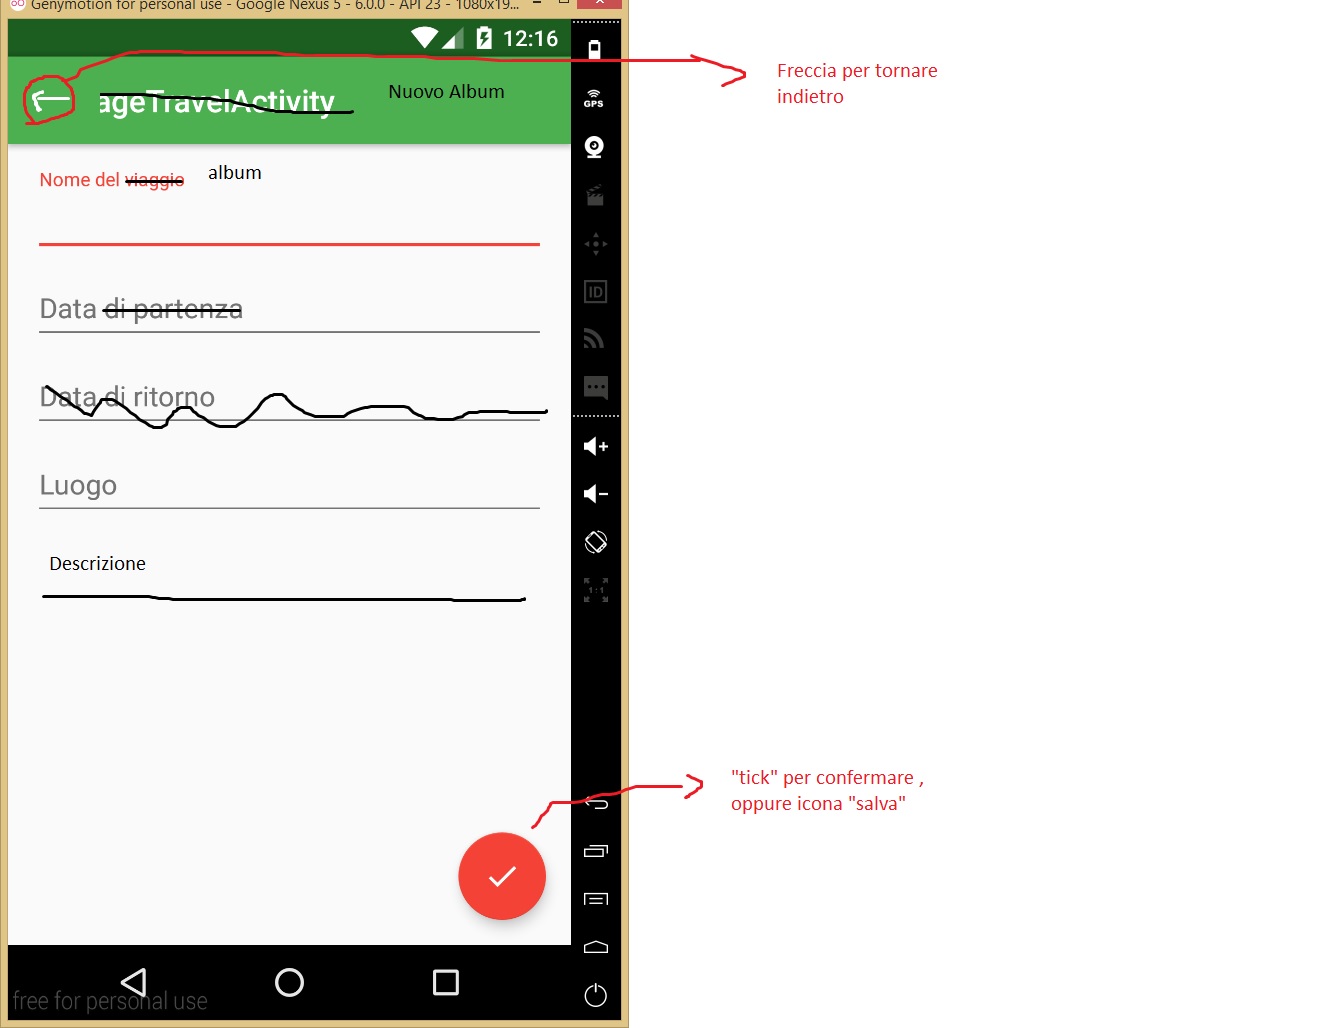 Genymotion for personal use - Google Nexus 5 - 6.0.0 - API 23 - 1080x19...
12:16
ageTravelActivity
Nuovo Album
Freccia per tornare
indietro
GPS
Nome del viaggio
album
ID
Data di partenza
Data di ritorno
Luogo
Descrizione
1:1
"tick" per confermare ,
oppure icona "salva"
free for personal use